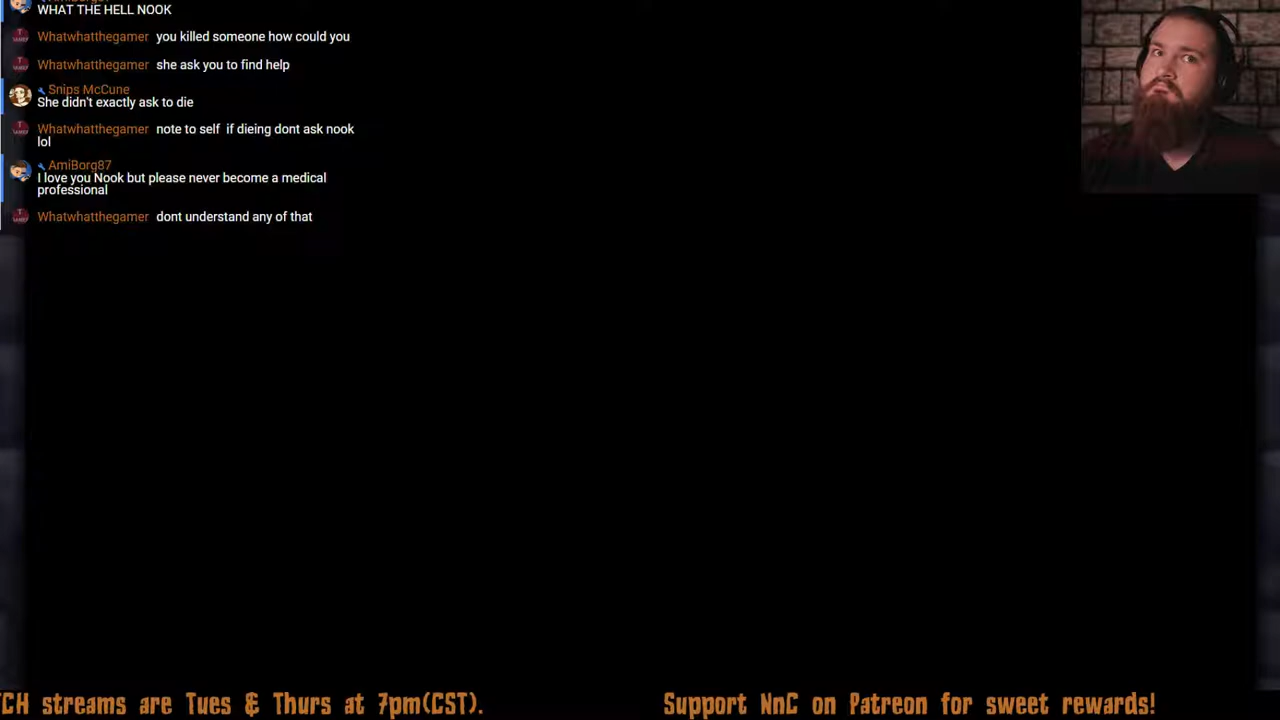 WHAT THE HELL NOOK
Whatwhatthegamer you killed someone how could you
Whatwhatthegamer she ask you to find help
Snips McCune
She didn't exactly ask to die
Whatwhatthegamer note to self if dieing dont ask nook
lol
AmiBorg87
I love you Nook but please never become a medical
professional
Whatwhatthegamer dont understand any of that
CH streams are Tues & Thurs at 7pm(CST). Support NnC on Patreon for sweet rewards!